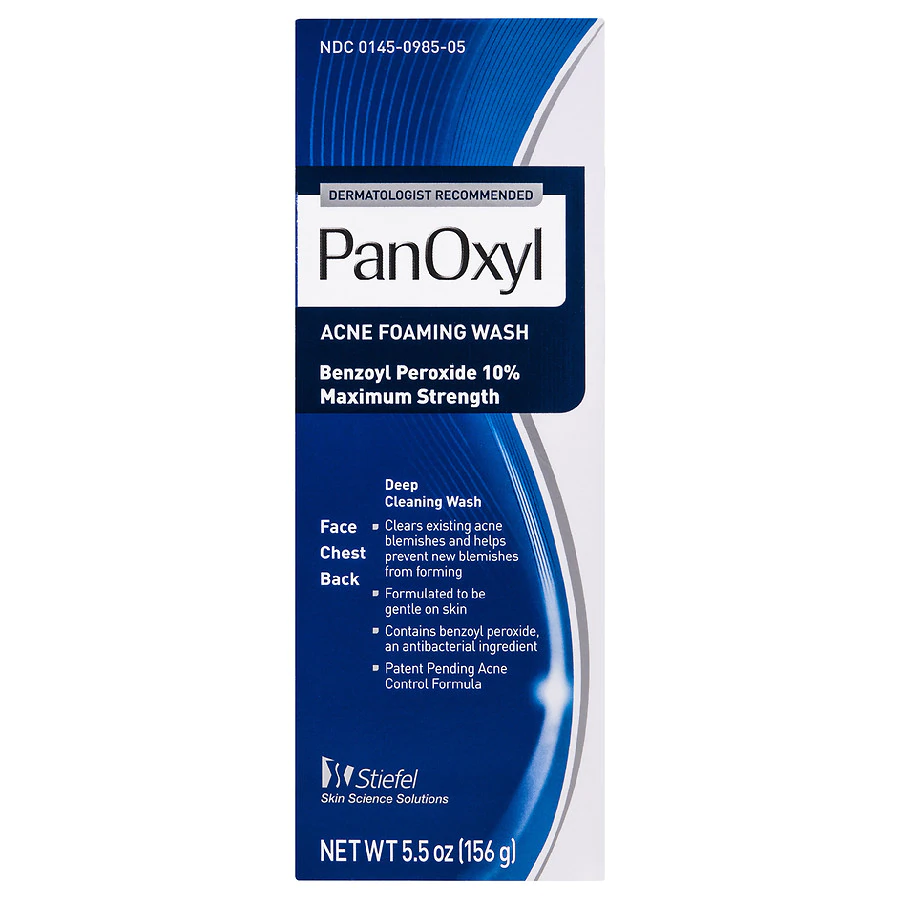 NDC 0145-0985-05
DERMATOLOGIST RECOMMENDED
PanOxyl
ACNE FOAMING WASH
Benzoyl Peroxide 10%
Maximum Strength
Deep
Cleaning Wash
Face
Chest
Back
Clears existing acne
blemishes and helps
prevent new blemishes
from forming
Formulated to be
gentle on skin
Contains benzoyl peroxide,
an antibacterial ingredient
Patent Pending Acne
Control Formula
Stiefel
Skin Science Solutions
NET WT 5.5 oz (156 g)